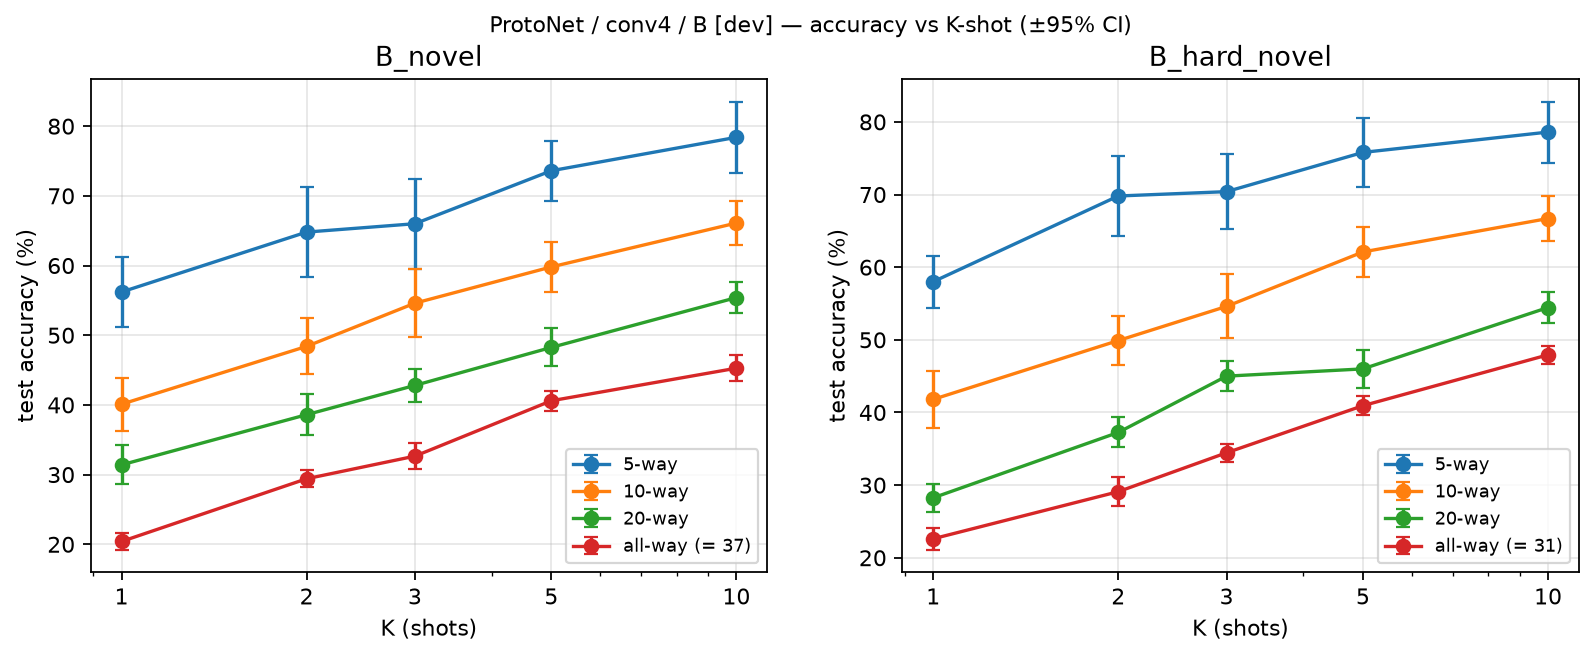 ProtoNet / conv4 / B [dev] — accuracy vs K-shot (±95% CI)
B_novel
test accuracy (%)
80
70
60
50
40
30
20
1
2
3
5
10
K (shots)
5-way
10-way
20-way
all-way (= 37)
B_hard_novel
test accuracy (%)
80
70
60
50
40
30
20
1
2
3
5
10
K (shots)
5-way
10-way
20-way
all-way (= 31)